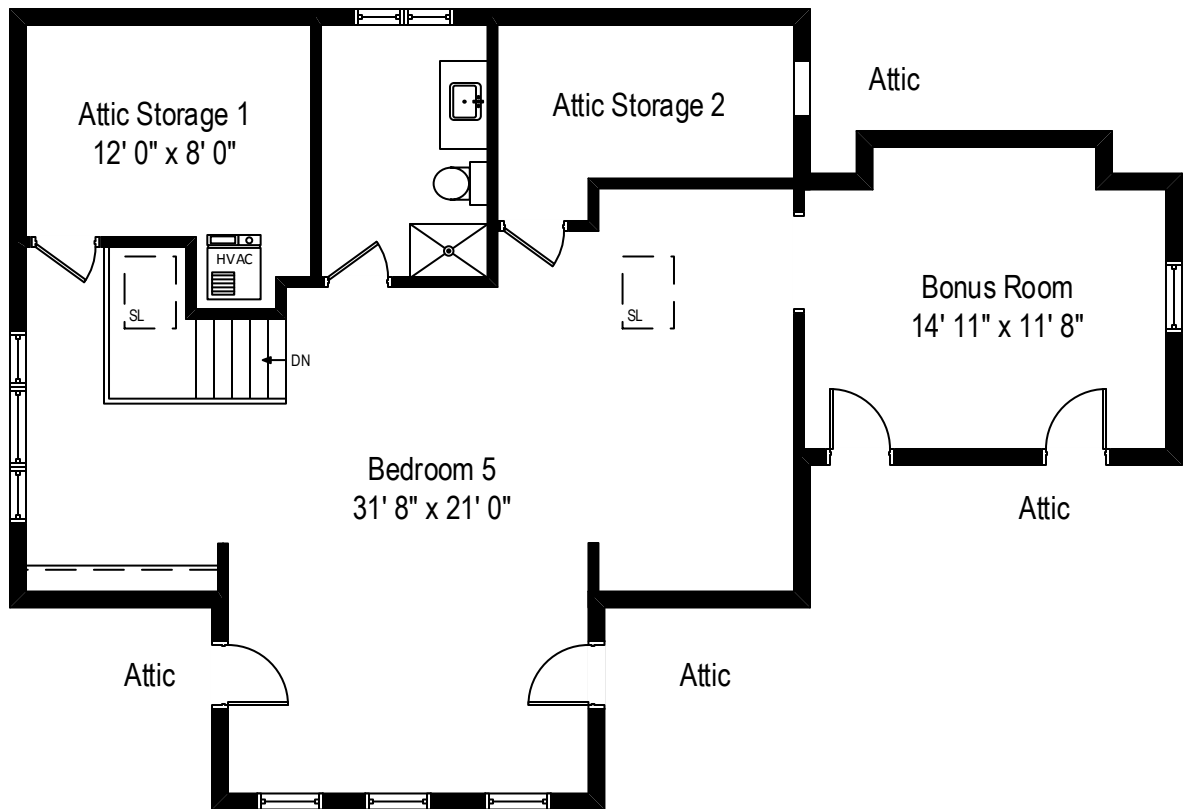 Attic Storage 1
12' 0" x 8' 0"
Attic Storage 2
Attic
HVAC
SL
SL
DN
Bonus Room
14' 11" x 11' 8"
Bedroom 5
31' 8" x 21' 0"
Attic
Attic
Attic